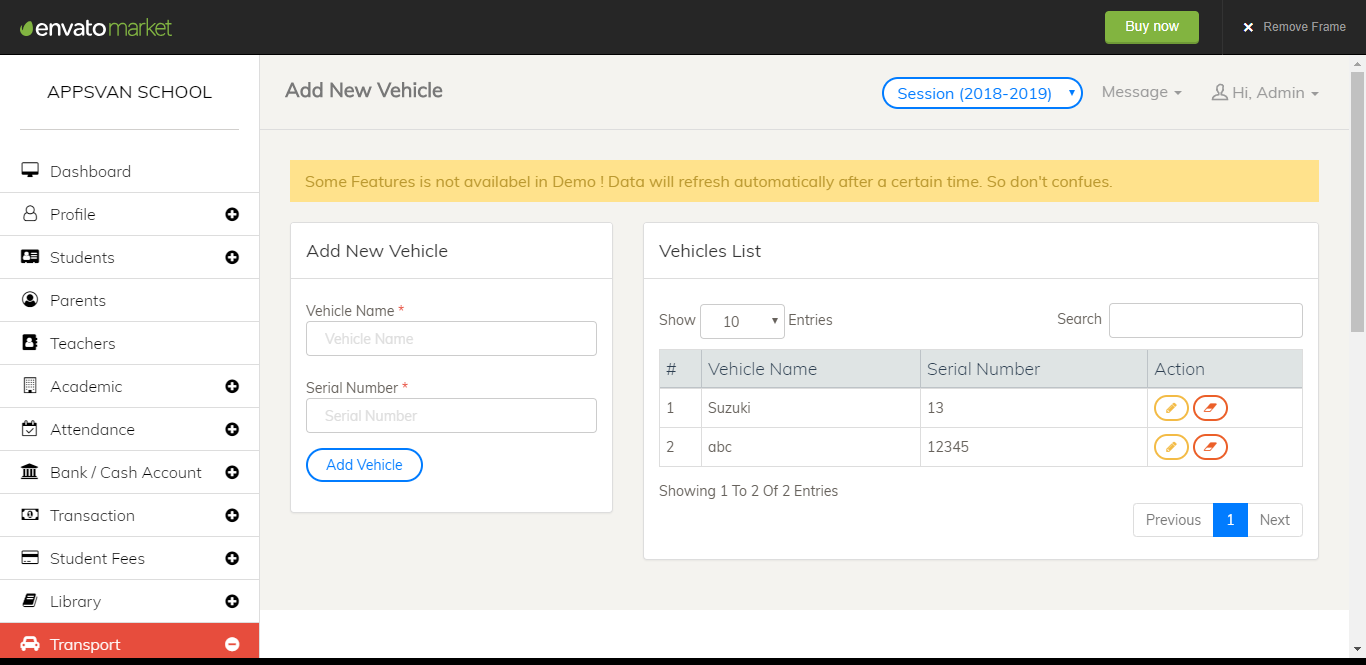 envato market
Buy now
Remove Frame
APPSVAN SCHOOL
Add New Vehicle
Session (2018-2019)
Message
Hi, Admin
Dashboard
Profile
Students
Parents
Teachers
Academic
Attendance
Bank / Cash Account
Transaction
Student Fees
Library
Transport
Some Features is not availabel in Demo ! Data will refresh automatically after a certain time. So don't confues.
Add New Vehicle
Vehicle Name *
Vehicle Name
Serial Number *
Serial Number
Add Vehicle
Vehicles List
Show 10 Entries
Search
# Vehicle Name Serial Number Action
1 Suzuki 13
2 abc 12345
Showing 1 To 2 Of 2 Entries
Previous 1 Next